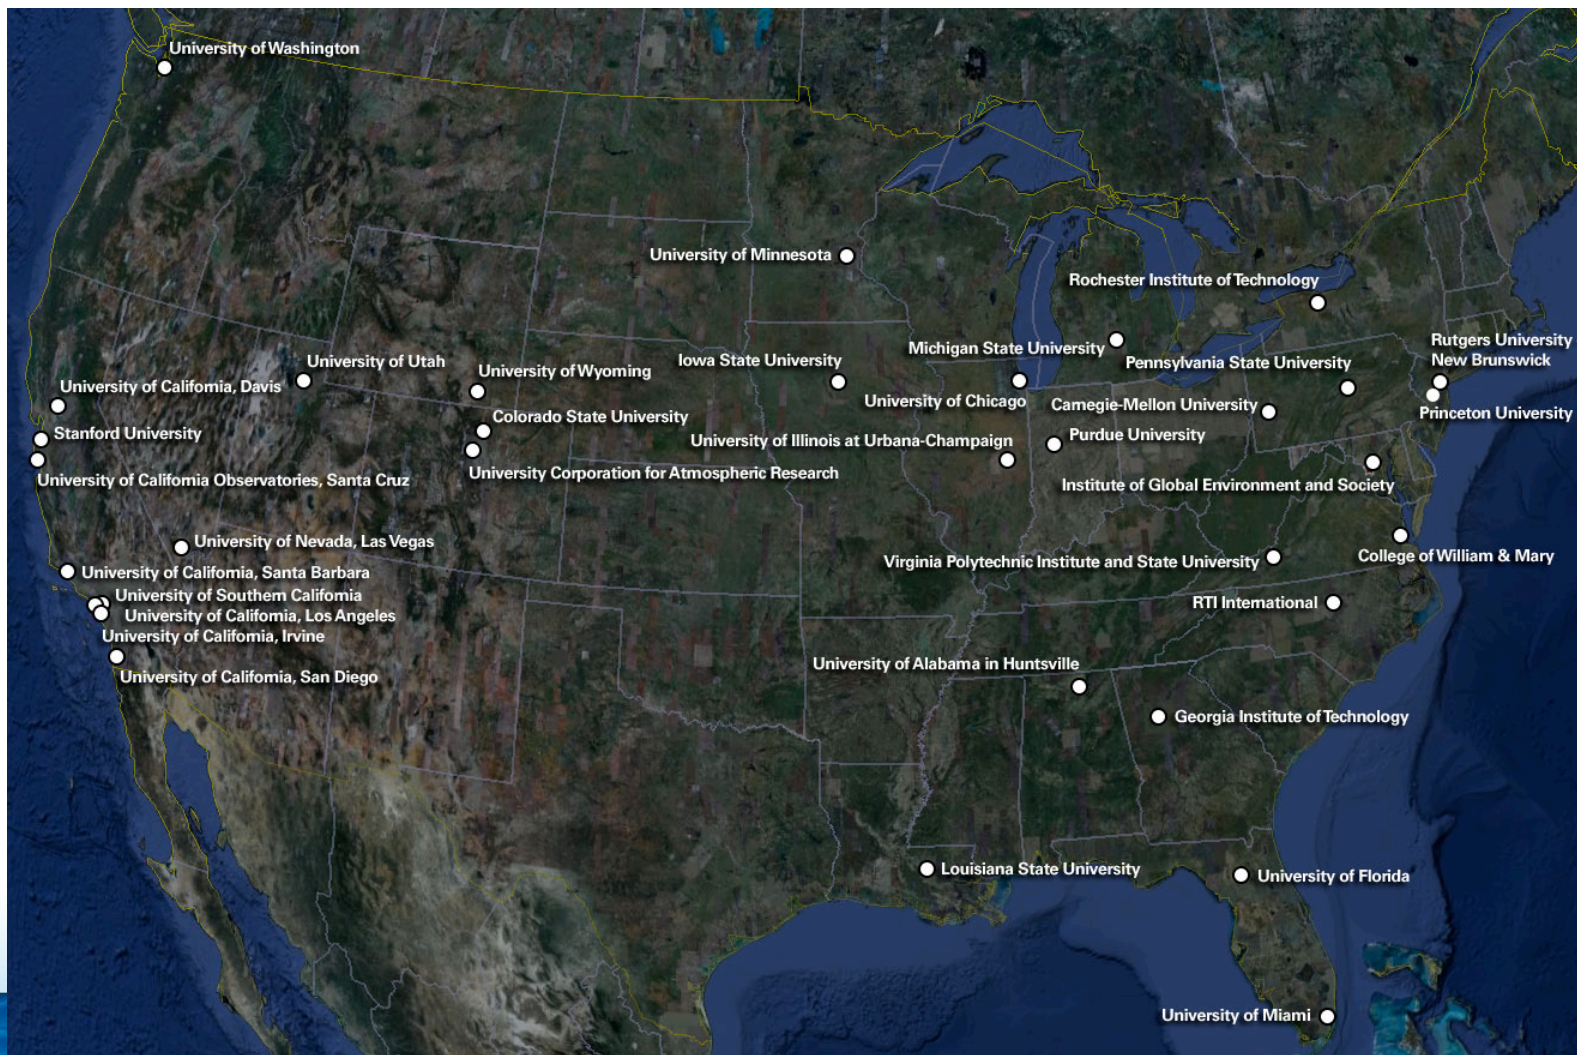 University of Washington
University of Minnesota
Rochester Institute of Technology
Rutgers University
New Brunswick
Michigan State University
Pennsylvania State University
University of Utah
Iowa State University
University of Wyoming
University of California, Davis
University of Chicago
Carnegie-Mellon University
Princeton University
Colorado State University
Stanford University
Purdue University
University of Illinois at Urbana-Champaign
University Corporation for Atmospheric Research
University of California Observatories, Santa Cruz
Institute of Global Environment and Society
University of Nevada, Las Vegas
College of William & Mary
Virginia Polytechnic Institute and State University
University of California, Santa Barbara
University of Southern California
RTI International
University of California, Los Angeles
University of California, Irvine
University of Alabama in Huntsville
University of California, San Diego
Georgia Institute of Technology
Louisiana State University
University of Florida
University of Miami